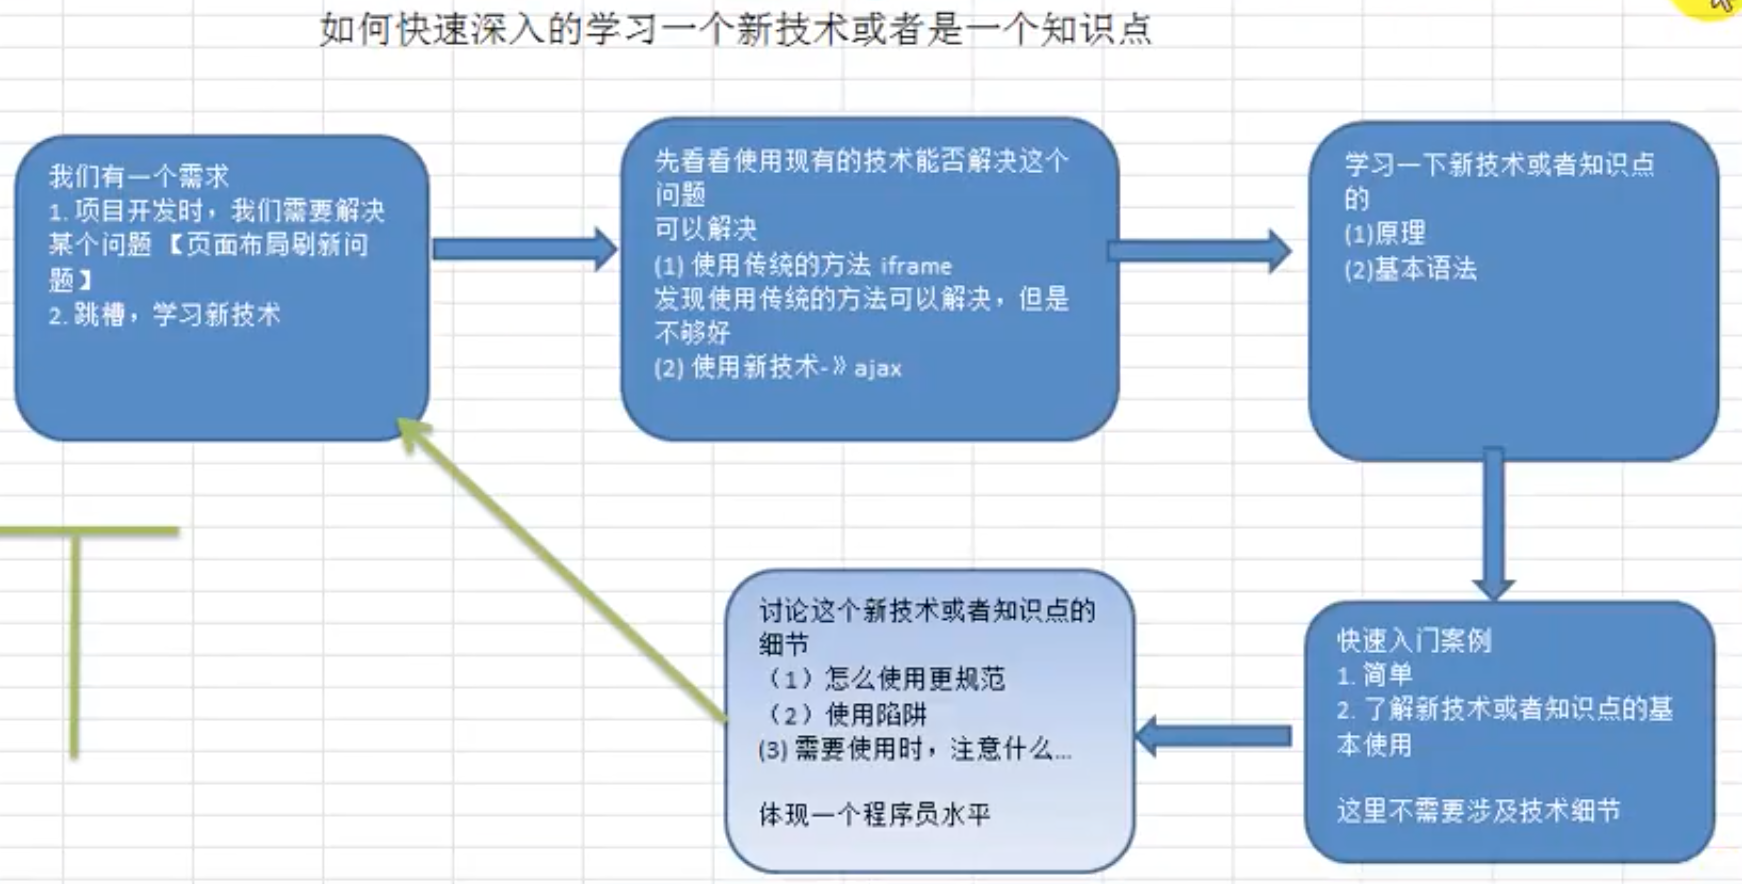 如何快速深入的学习一个新技术或者是一个知识点
我们有一个需求
1. 项目开发时，我们需要解决
某个问题 【页面布局刷新问
题】
2. 跳槽，学习新技术
先看看使用现有的技术能否解决这个
问题
可以解决
(1) 使用传统的方法 iframe
发现使用传统的方法可以解决，但是
不够好
(2) 使用新技术-》ajax
学习一下新技术或者知识点
的
(1)原理
(2)基本语法
快速入门案例
1. 简单
2. 了解新技术或者知识点的基
本使用
这里不需要涉及技术细节
讨论这个新技术或者知识点的
细节
（1）怎么使用更规范
（2）使用陷阱
(3) 需要使用时，注意什么...
体现一个程序员水平